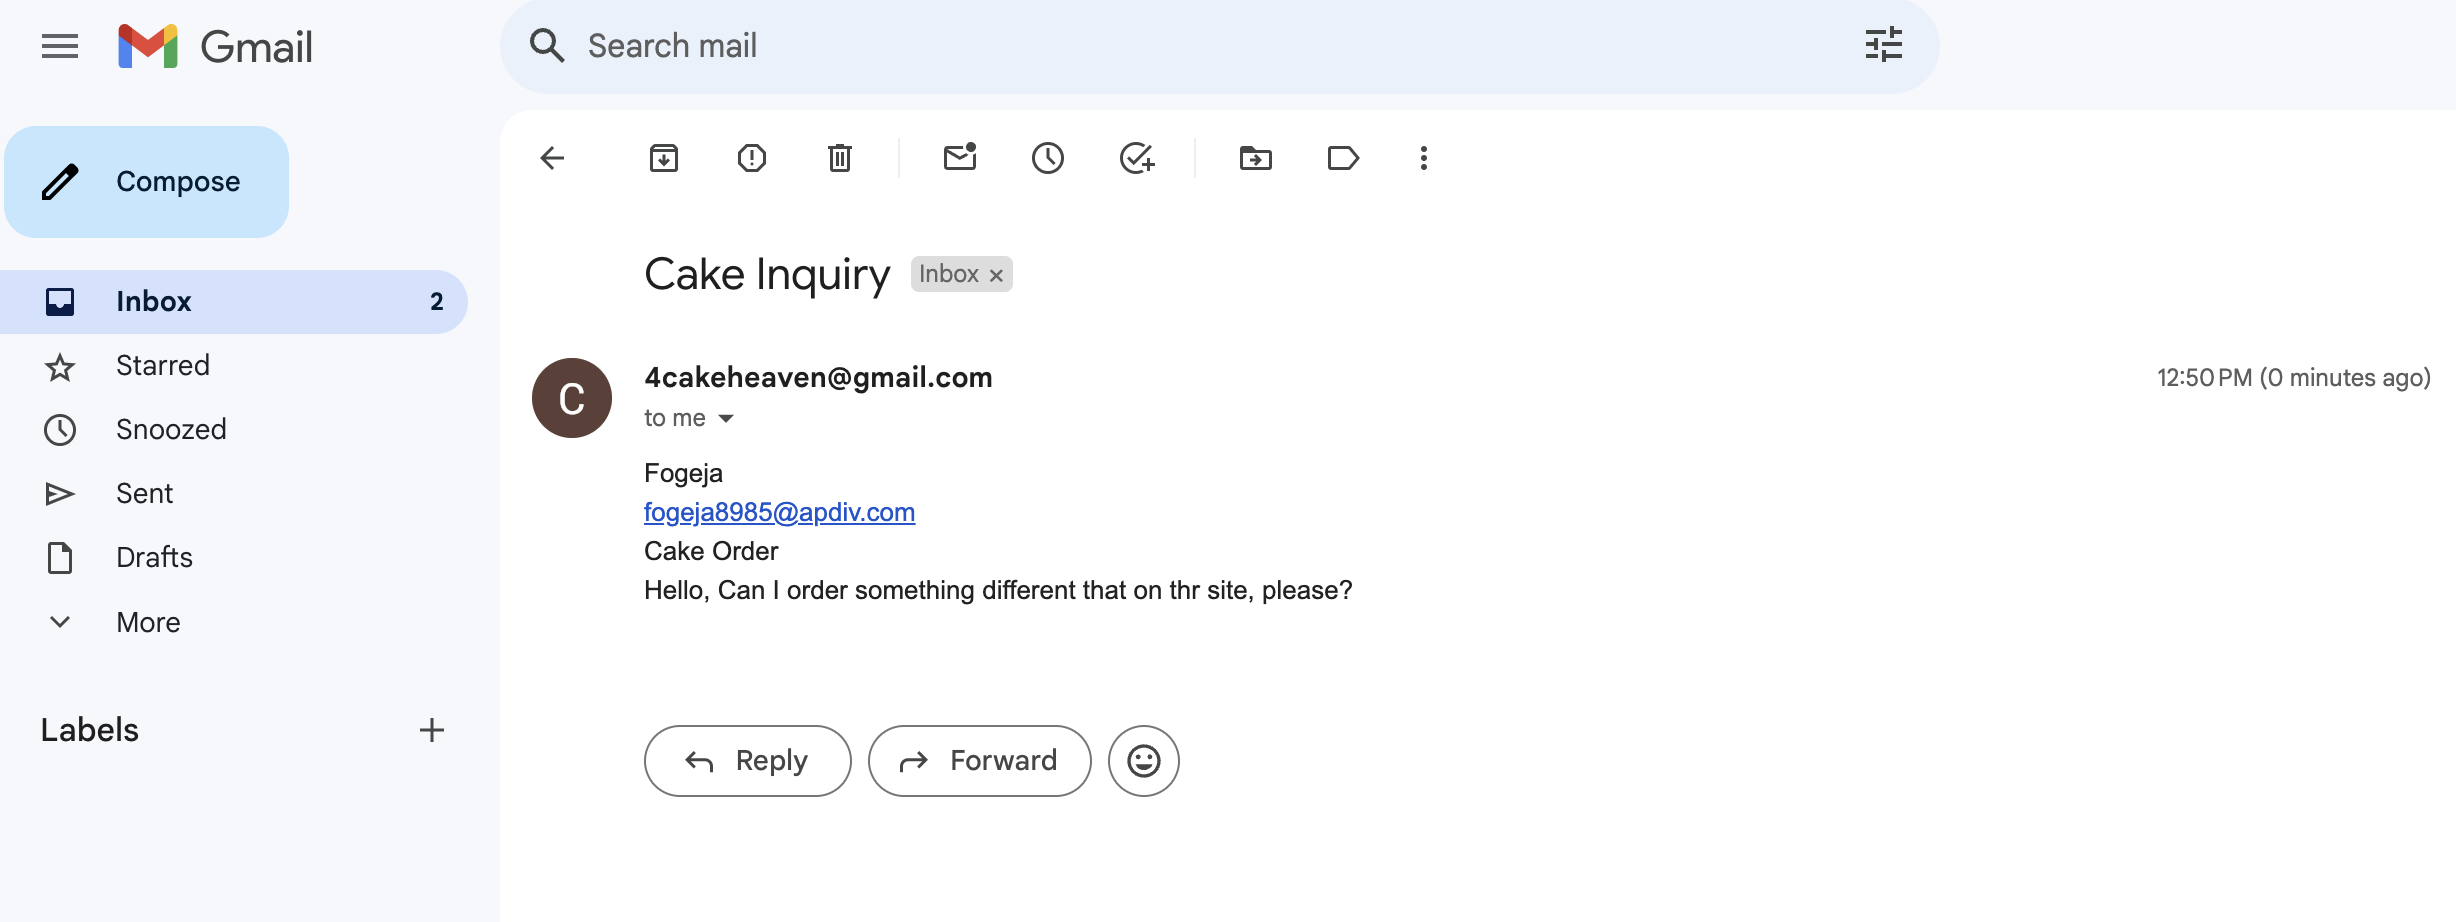 Gmail
Search mail
Compose
Inbox 2
Starred
Snoozed
Sent
Drafts
More
Labels
Cake Inquiry Inbox
C
4cakeheaven@gmail.com 12:50 PM (0 minutes ago)
to me
Fogeja
fogeja8985@apdiv.com
Cake Order
Hello, Can I order something different that on thr site, please?
Reply Forward